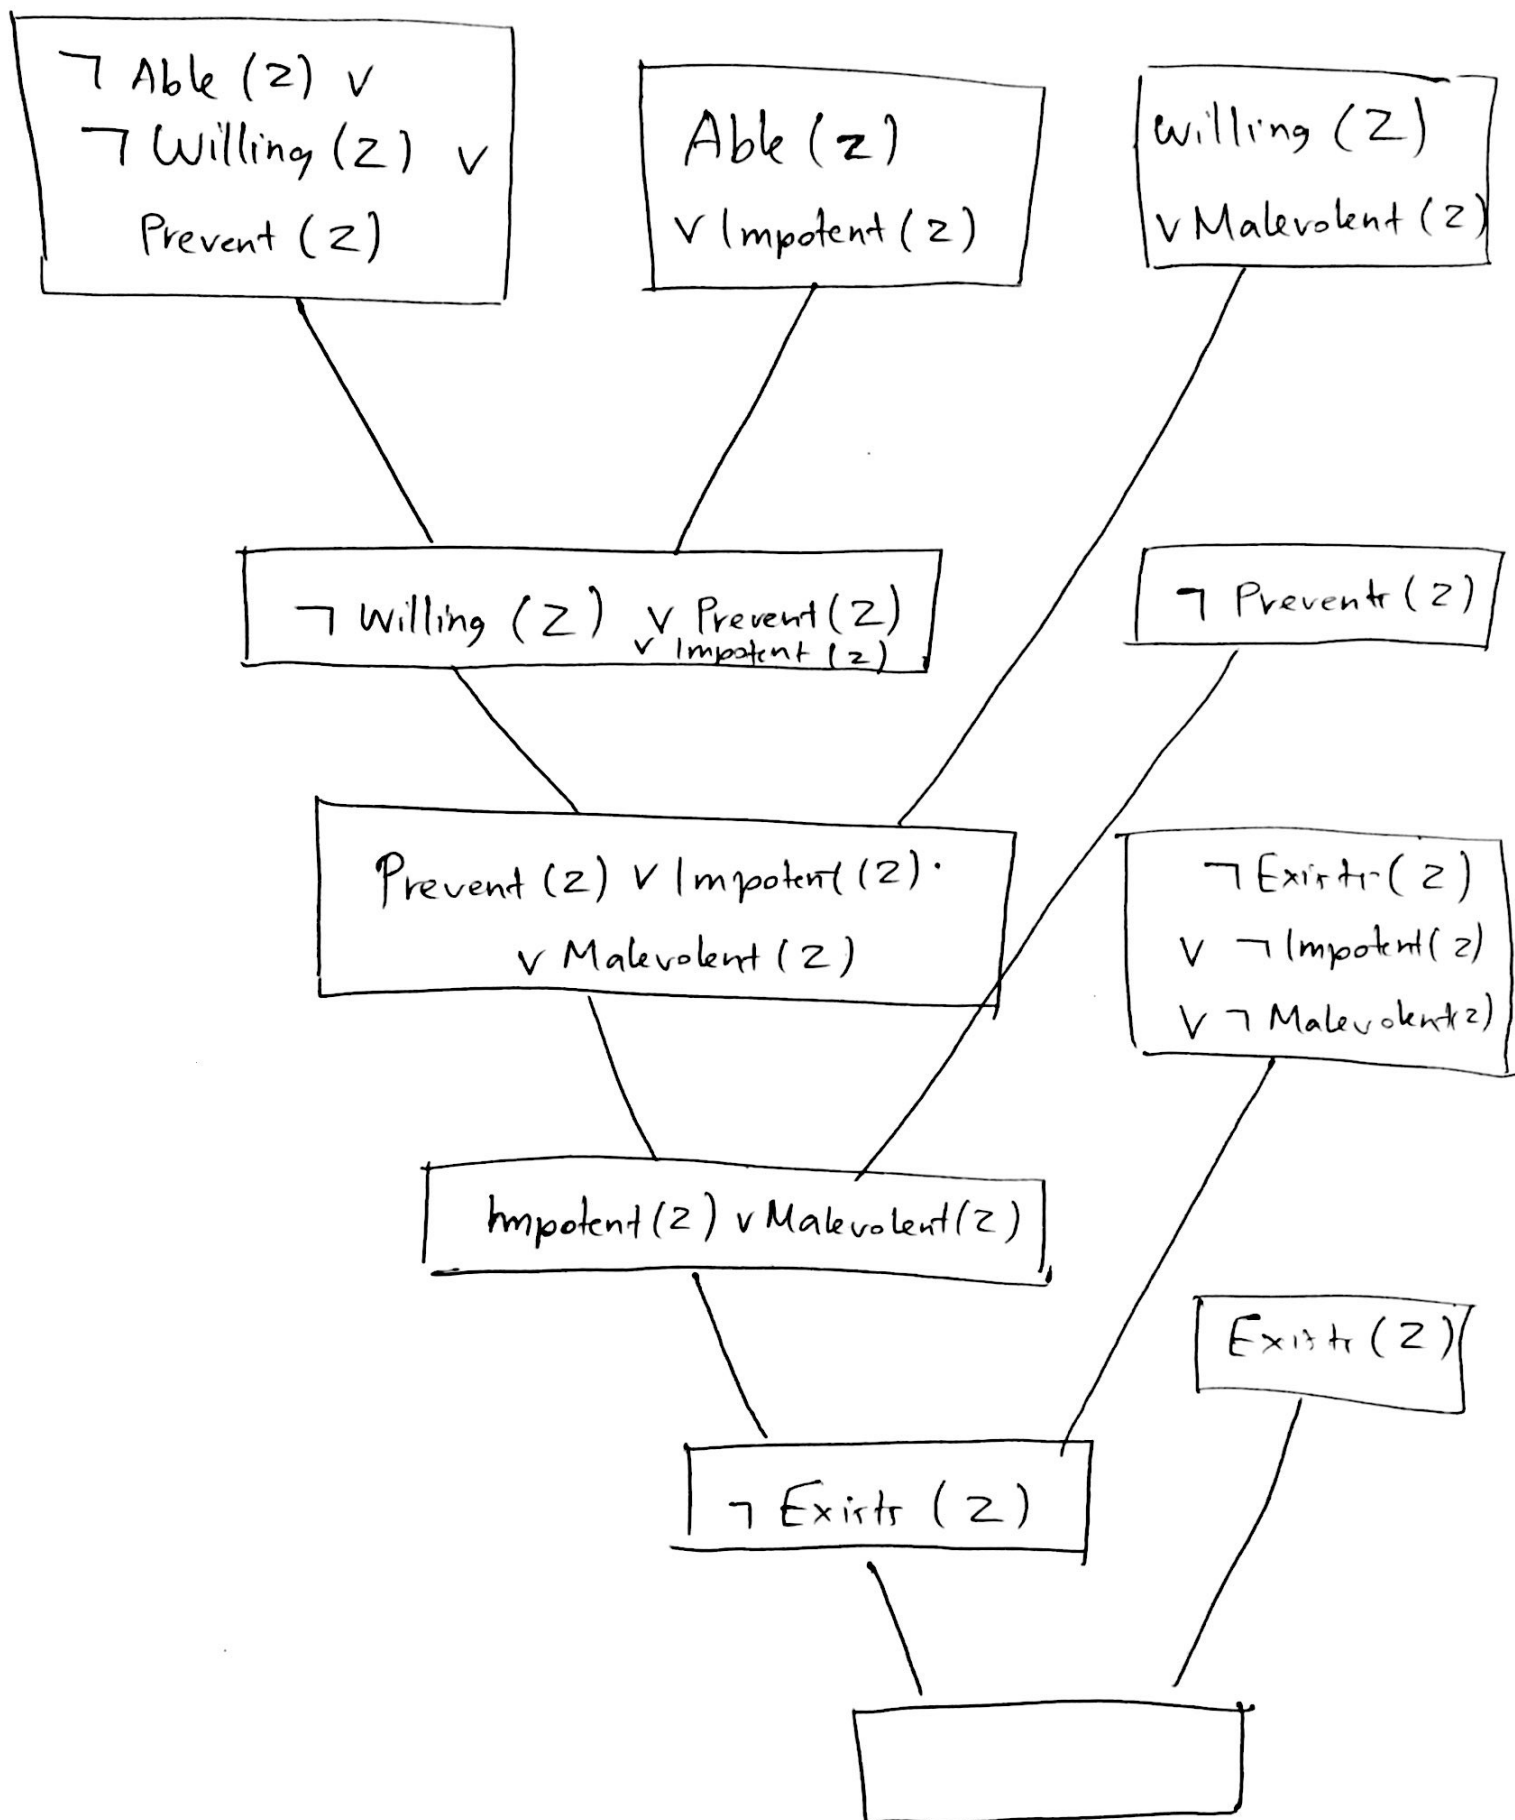 ¬ Able (z) ∨
¬ Willing (z) ∨
Prevent (z)
Able (z)
∨ Impotent (z)
willing (z)
∨ Malevolent (z)
¬ Willing (z) ∨ Prevent (z)
∨ Impotent (z)
¬ Prevents (z)
Prevent (z) ∨ Impotent (z)
∨ Malevolent (z)
¬ Exists (z)
∨ ¬ Impotent (z)
∨ ¬ Malevolent (z)
Impotent (z) ∨ Malevolent (z)
Exists (z)
¬ Exists (z)